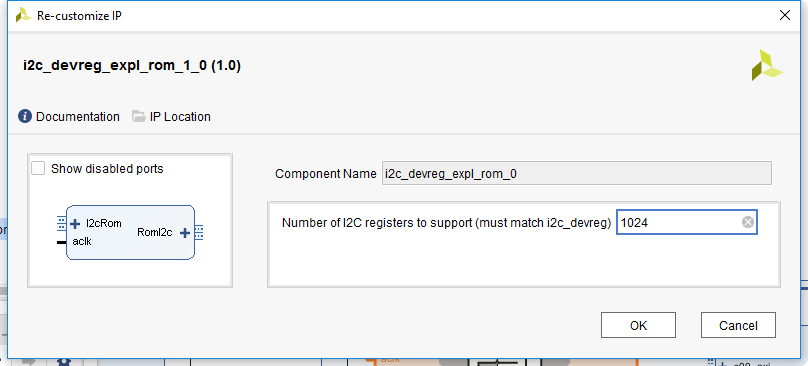 Re-customize IP
i2c_devreg_expl_rom_1_0 (1.0)
Documentation IP Location
Show disabled ports
I2cRom
aclk
RomI2c
Component Name i2c_devreg_expl_rom_0
Number of I2C registers to support (must match i2c_devreg) 1024
OK Cancel
aclk